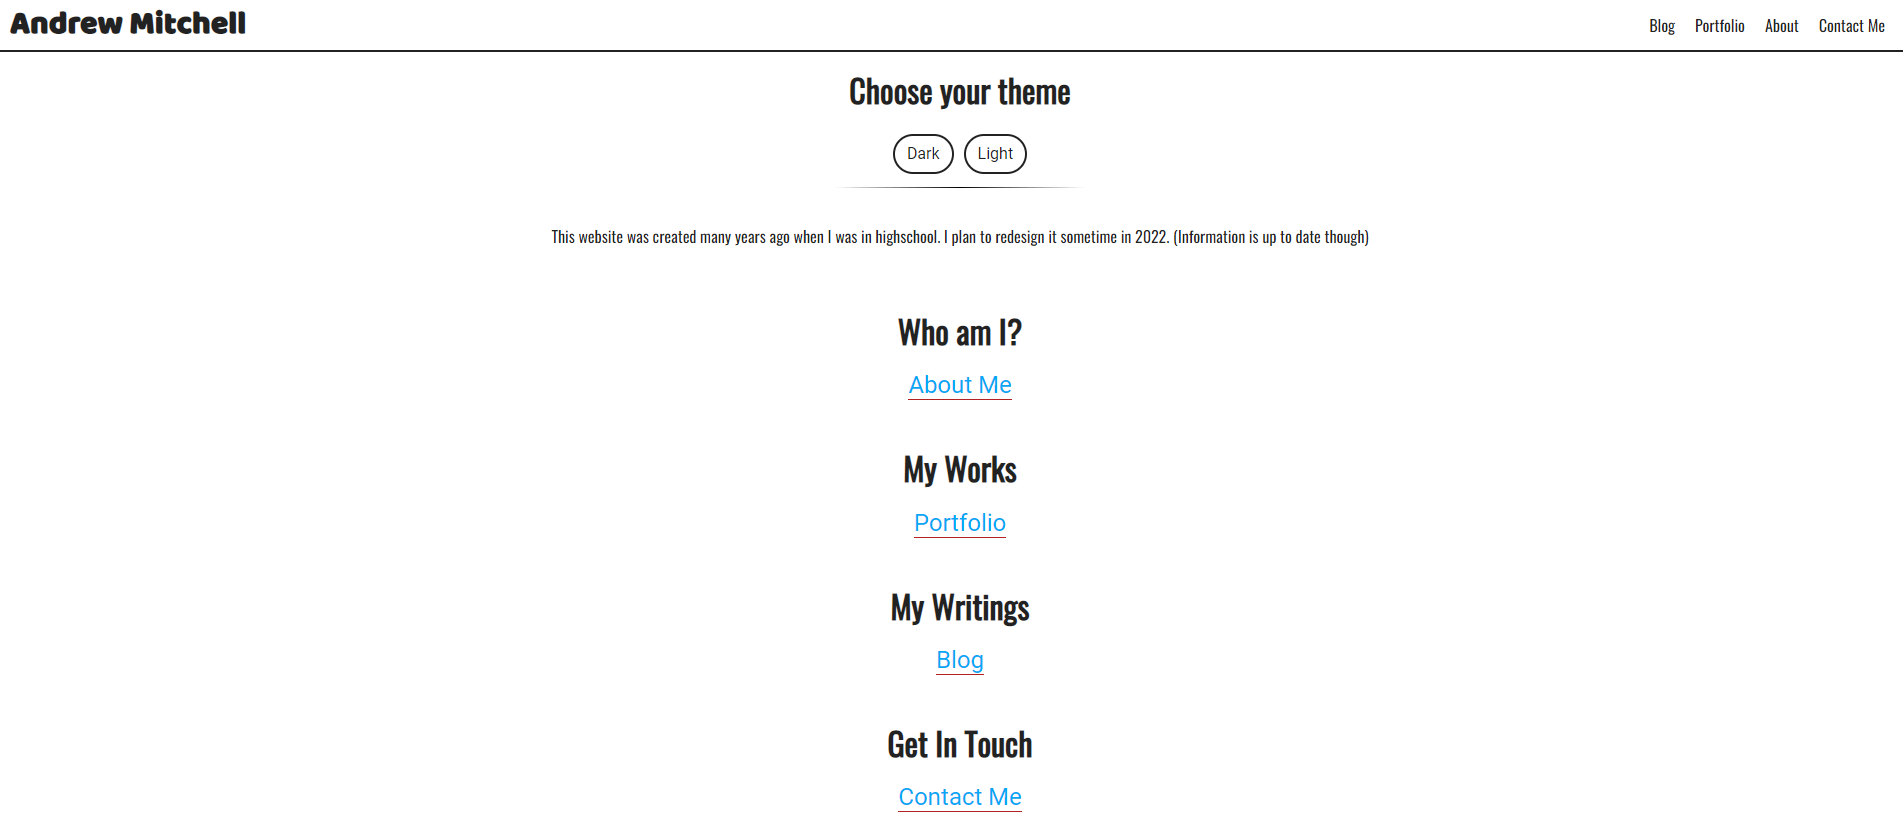 Andrew Mitchell
Blog Portfolio About Contact Me
Choose your theme
Dark Light
This website was created many years ago when I was in highschool. I plan to redesign it sometime in 2022. (Information is up to date though)
Who am I?
About Me
My Works
Portfolio
My Writings
Blog
Get In Touch
Contact Me